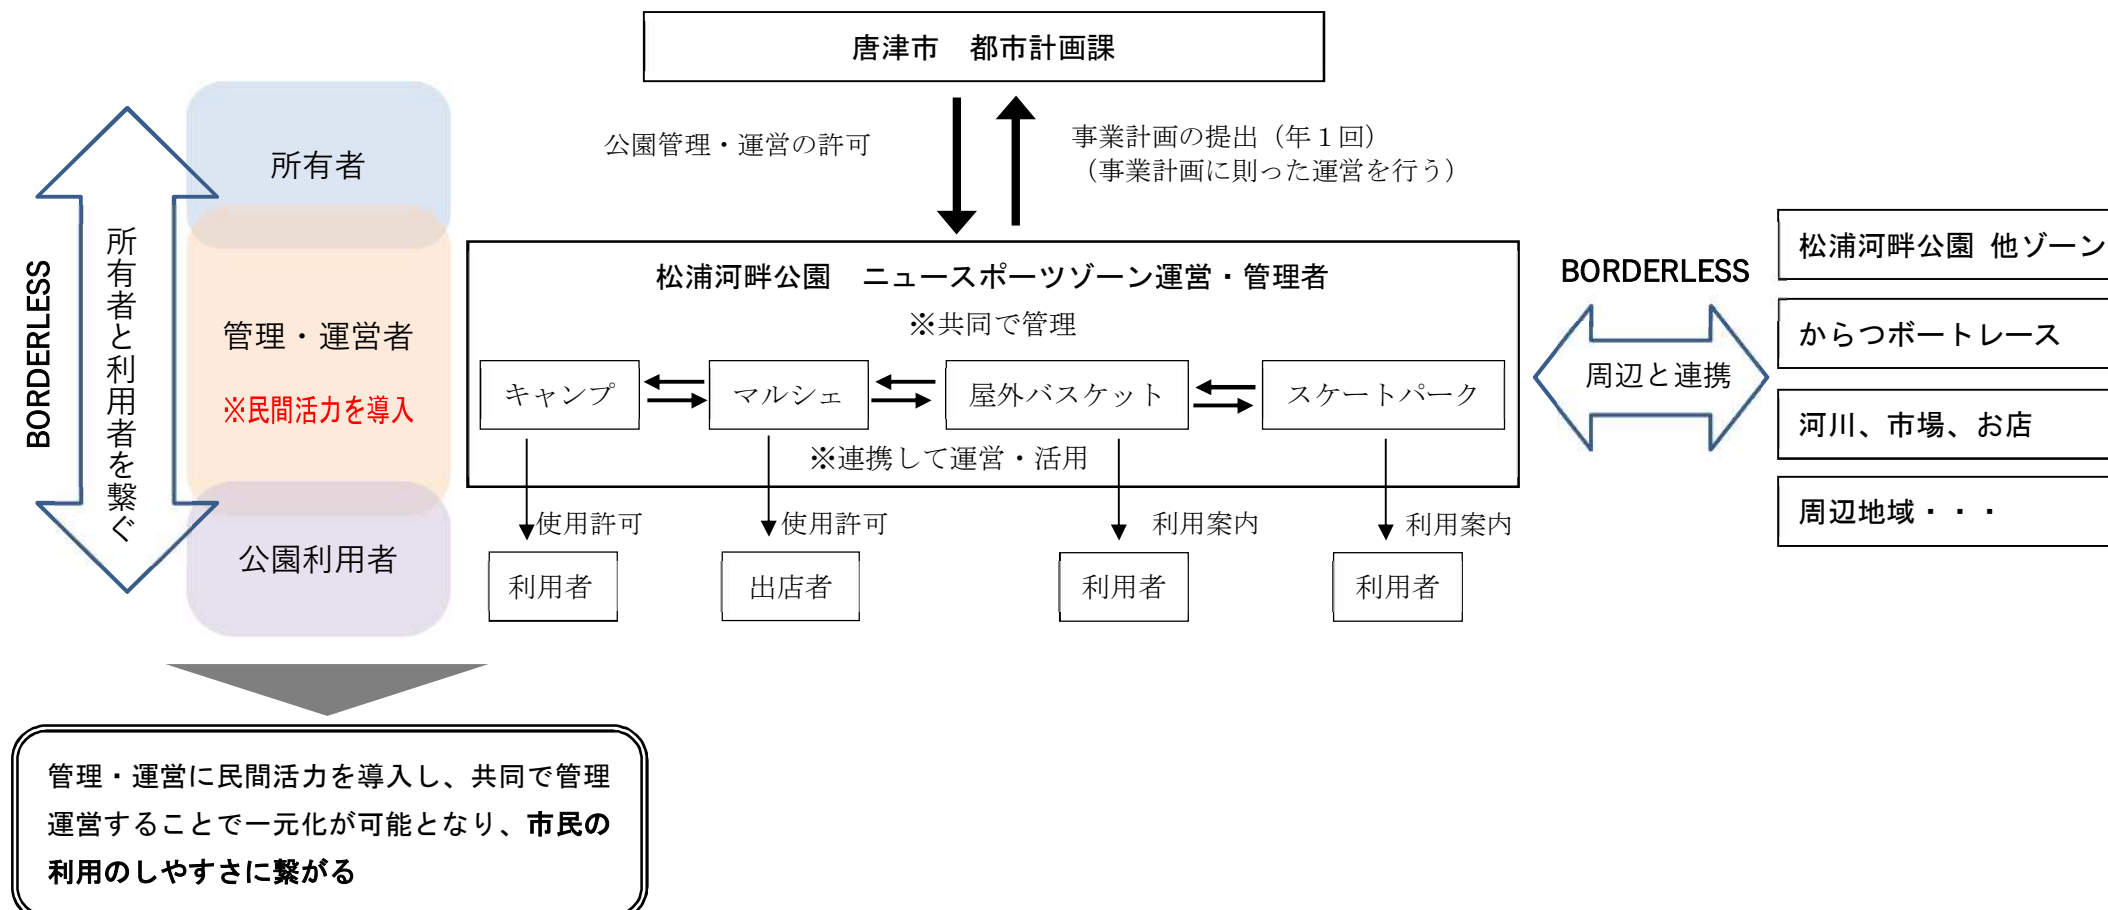 唐津市　都市計画課
公園管理・運営の許可
事業計画の提出（年１回）
（事業計画に則った運営を行う）
BORDERLESS
所有者と利用者を繋ぐ
所有者
管理・運営者
※民間活力を導入
公園利用者
松浦河畔公園　ニュースポーツゾーン運営・管理者
※共同で管理
キャンプ
マルシェ
屋外バスケット
スケートパーク
※連携して運営・活用
使用許可
使用許可
利用案内
利用案内
利用者
出店者
利用者
利用者
BORDERLESS
周辺と連携
松浦河畔公園 他ゾーン
からつボートレース
河川、市場、お店
周辺地域・・・
管理・運営に民間活力を導入し、共同で管理
運営することで一元化が可能となり、市民の
利用のしやすさに繋がる